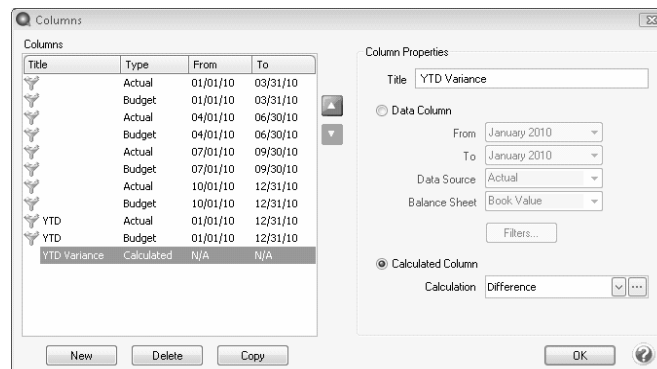 Columns
Columns
Title Type From To
Actual 01/01/10 03/31/10
Budget 01/01/10 03/31/10
Actual 04/01/10 06/30/10
Budget 04/01/10 06/30/10
Actual 07/01/10 09/30/10
Budget 07/01/10 09/30/10
Actual 10/01/10 12/31/10
Budget 10/01/10 12/31/10
YTD Actual 01/01/10 12/31/10
YTD Budget 01/01/10 12/31/10
YTD Variance Calculated N/A N/A
New Delete Copy
Column Properties
Title YTD Variance
Data Column
From January 2010
To January 2010
Data Source Actual
Balance Sheet Book Value
Filters...
Calculated Column
Calculation Difference ...
OK ?